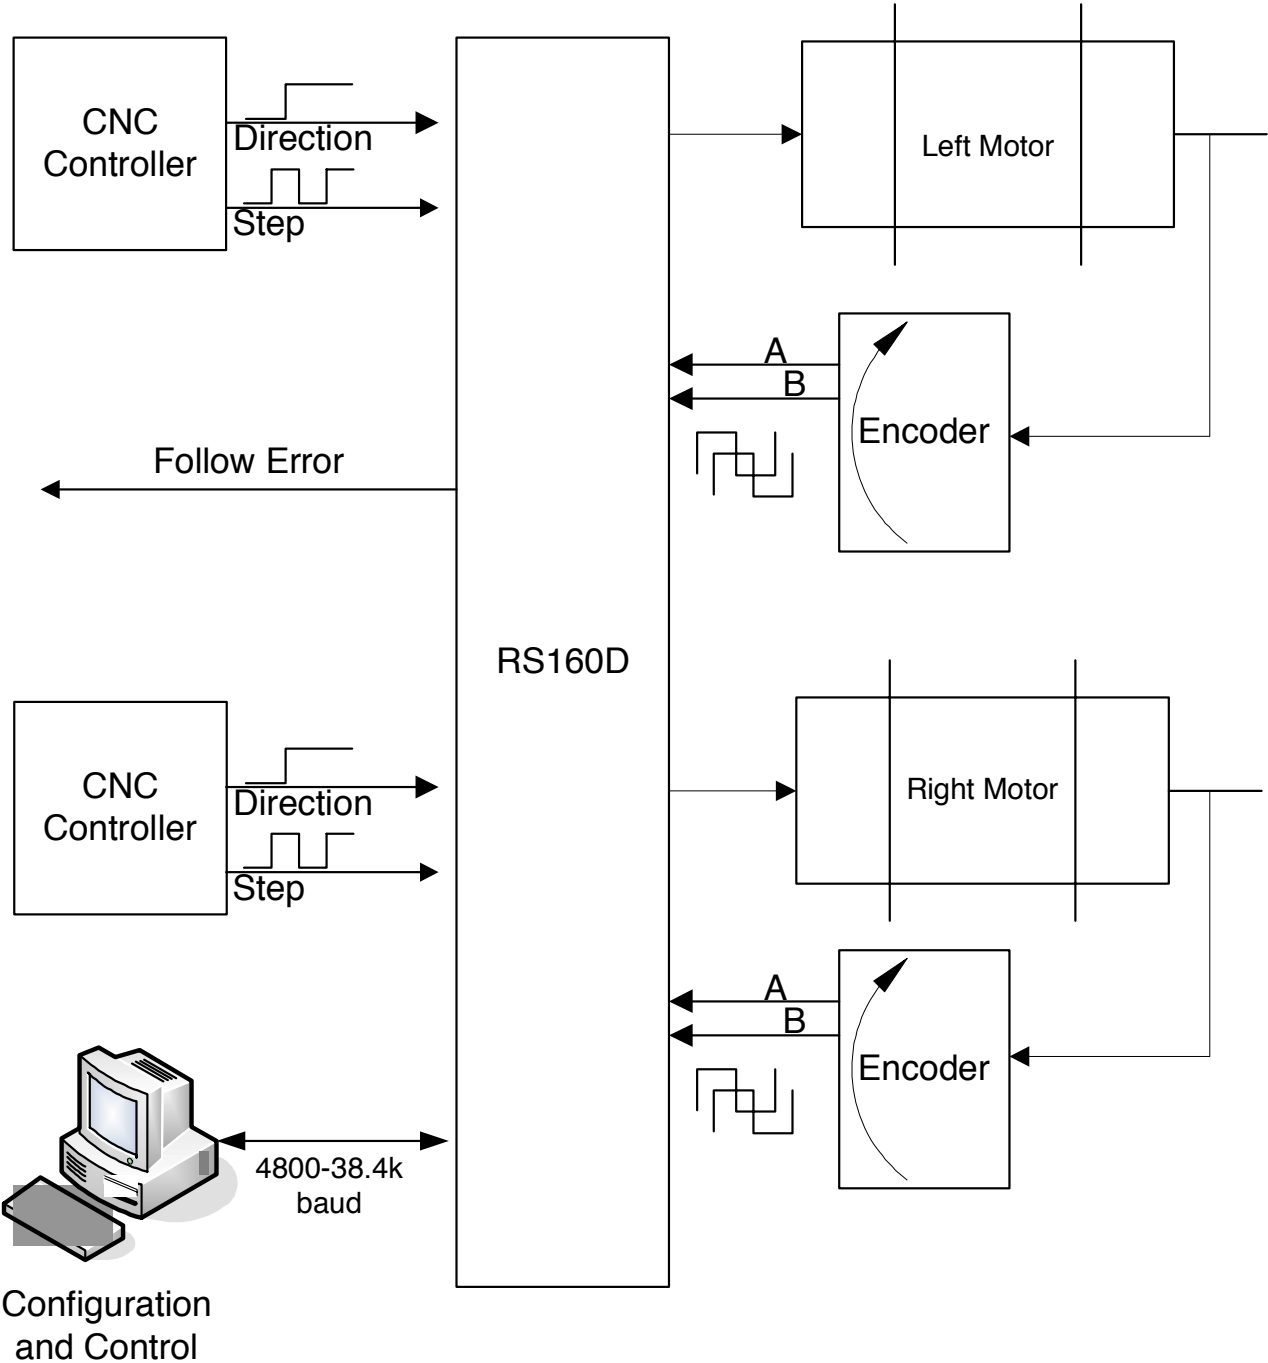 CNC
Controller
Direction
Step
Left Motor
A
B
Encoder
Follow Error
RS160D
CNC
Controller
Direction
Step
Right Motor
A
B
Encoder
4800-38.4k
baud
Configuration
and Control